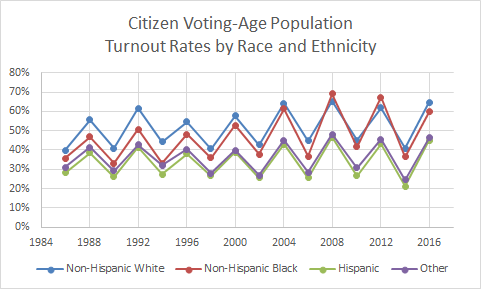 Citizen Voting-Age Population
Turnout Rates by Race and Ethnicity
80%
70%
60%
50%
40%
30%
20%
10%
0%
1984 1988 1992 1996 2000 2004 2008 2012 2016
Non-Hispanic White Non-Hispanic Black Hispanic Other